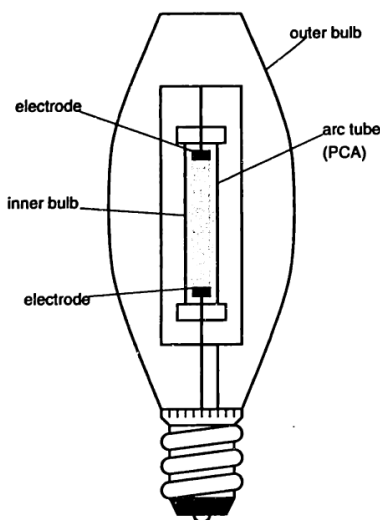 outer bulb
electrode
arc tube
(PCA)
inner bulb
electrode